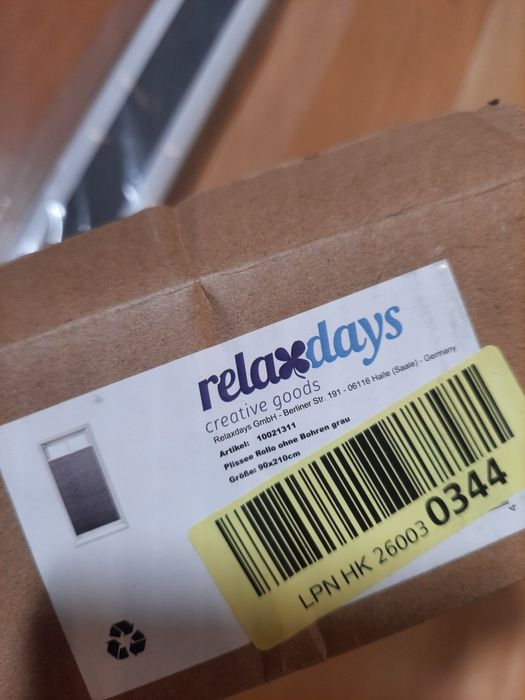 relaxdays
creative goods
Relaxdays GmbH - Berliner Str. 191 - 06116 Halle (Saale) - Germany
Artikel: 10021311
Plissee Rollo ohne Bohren grau
Größe: 90x210cm
LPN HK 26003 0344